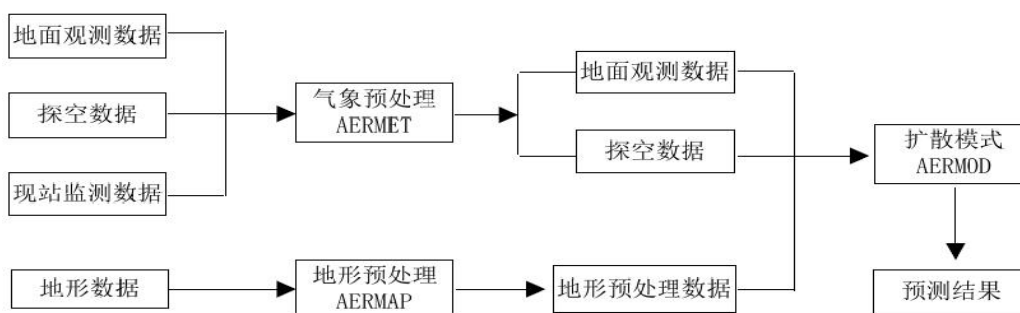 地面观测数据
探空数据
现站监测数据
气象预处理
AERMET
地面观测数据
探空数据
扩散模式
AERMOD
地形数据
地形预处理
AERMAP
地形预处理数据
预测结果